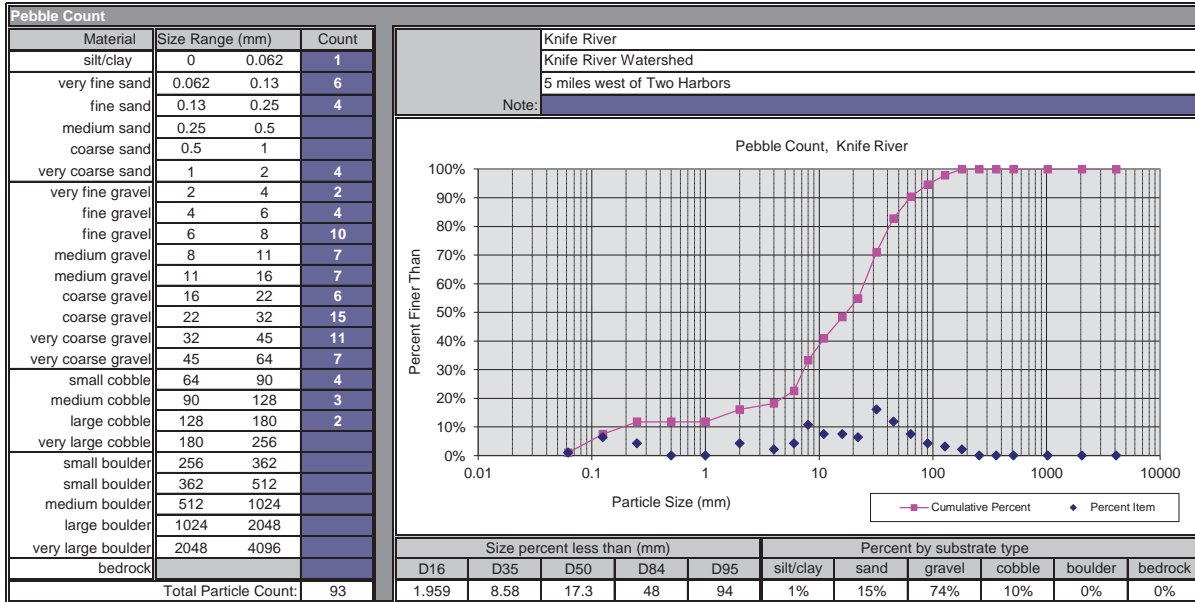 Pebble Count
Material Size Range (mm) Count
silt/clay 0 0.062 1
very fine sand 0.062 0.13 6
fine sand 0.13 0.25 4
medium sand 0.25 0.5
coarse sand 0.5 1
very coarse sand 1 2 4
very fine gravel 2 4 2
fine gravel 4 6 4
fine gravel 6 8 10
medium gravel 8 11 7
medium gravel 11 16 7
coarse gravel 16 22 6
coarse gravel 22 32 15
very coarse gravel 32 45 11
very coarse gravel 45 64 7
small cobble 64 90 4
medium cobble 90 128 3
large cobble 128 180 2
very large cobble 180 256
small boulder 256 362
small boulder 362 512
medium boulder 512 1024
large boulder 1024 2048
very large boulder 2048 4096
bedrock
Total Particle Count: 93
Knife River
Knife River Watershed
5 miles west of Two Harbors
Note:
Pebble Count, Knife River
Percent Finer Than
100%
90%
80%
70%
60%
50%
40%
30%
20%
10%
0%
0.01 0.1 1 10 100 1000 10000
Particle Size (mm)
Cumulative Percent Percent Item
Size percent less than (mm) Percent by substrate type
D16 D35 D50 D84 D95 silt/clay sand gravel cobble boulder bedrock
1.959 8.58 17.3 48 94 1% 15% 74% 10% 0% 0%